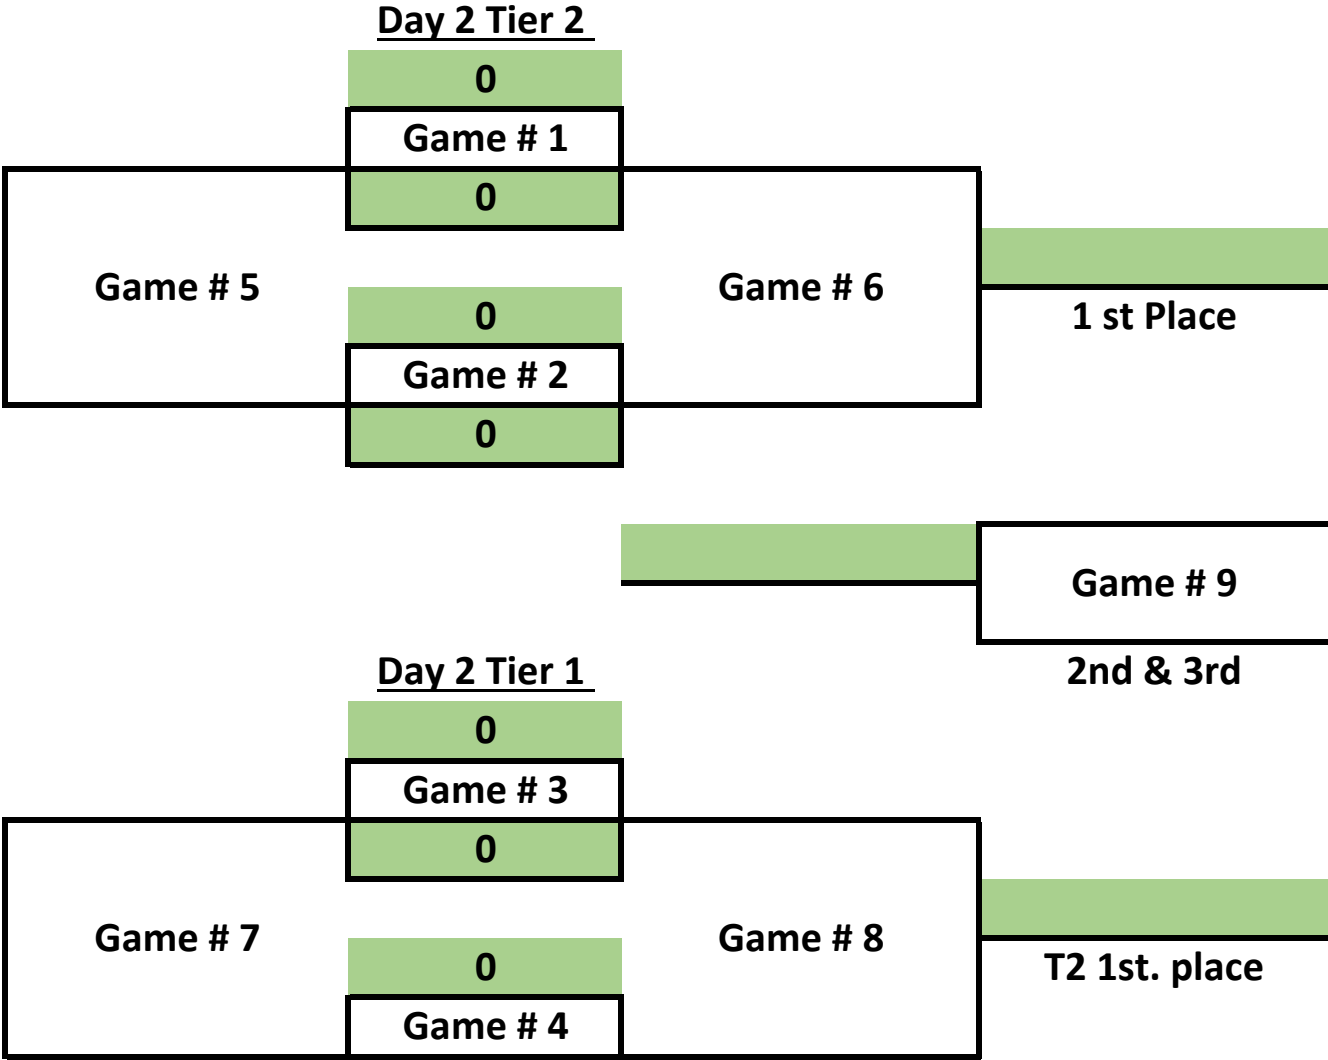 Day 2 Tier 2
0
Game # 1
0
Game # 5
Game # 6
0
1 st Place
Game # 2
0
Game # 9
Day 2 Tier 1
2nd & 3rd
0
Game # 3
0
Game # 7
Game # 8
0
T2 1st. place
Game # 4